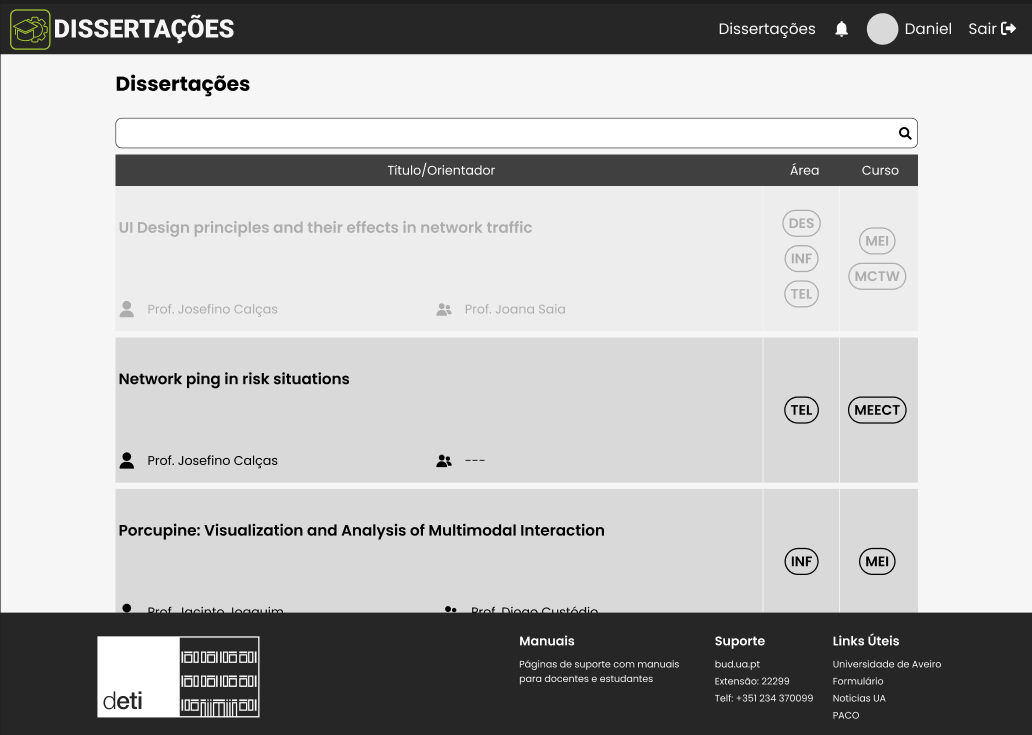 DISSERTAÇÕES
Dissertações
Daniel
Sair
Dissertações
Título/Orientador
Área
Curso
UI Design principles and their effects in network traffic
DES
INF
TEL
MEI
MCTW
Prof. Josefino Calças
Prof. Joana Saia
Network ping in risk situations
TEL
MEECT
Prof. Josefino Calças
---
Porcupine: Visualization and Analysis of Multimodal Interaction
INF
MEI
Prof. Jacinto Joaquim
Prof. Diogo Custódio
deti
Manuais
Páginas de suporte com manuais
para docentes e estudantes
Suporte
bud.ua.pt
Extensão: 22299
Telf: +351 234 370099
Links Úteis
Universidade de Aveiro
Formulário
Noticias UA
PACO